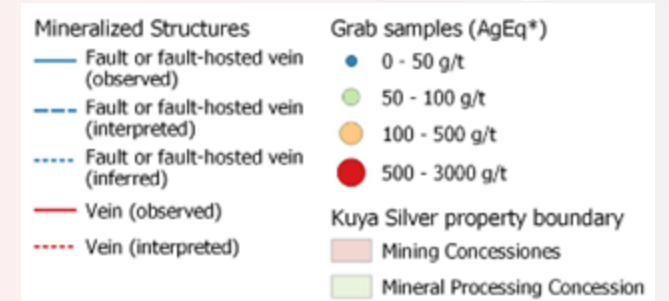 Mineralized Structures
Fault or fault-hosted vein
(observed)
Fault or fault-hosted vein
(interpreted)
Fault or fault-hosted vein
(inferred)
Vein (observed)
Vein (interpreted)
Grab samples (AgEq*)
0 - 50 g/t
50 - 100 g/t
100 - 500 g/t
500 - 3000 g/t
Kuya Silver property boundary
Mining Concessiones
Mineral Processing Concession